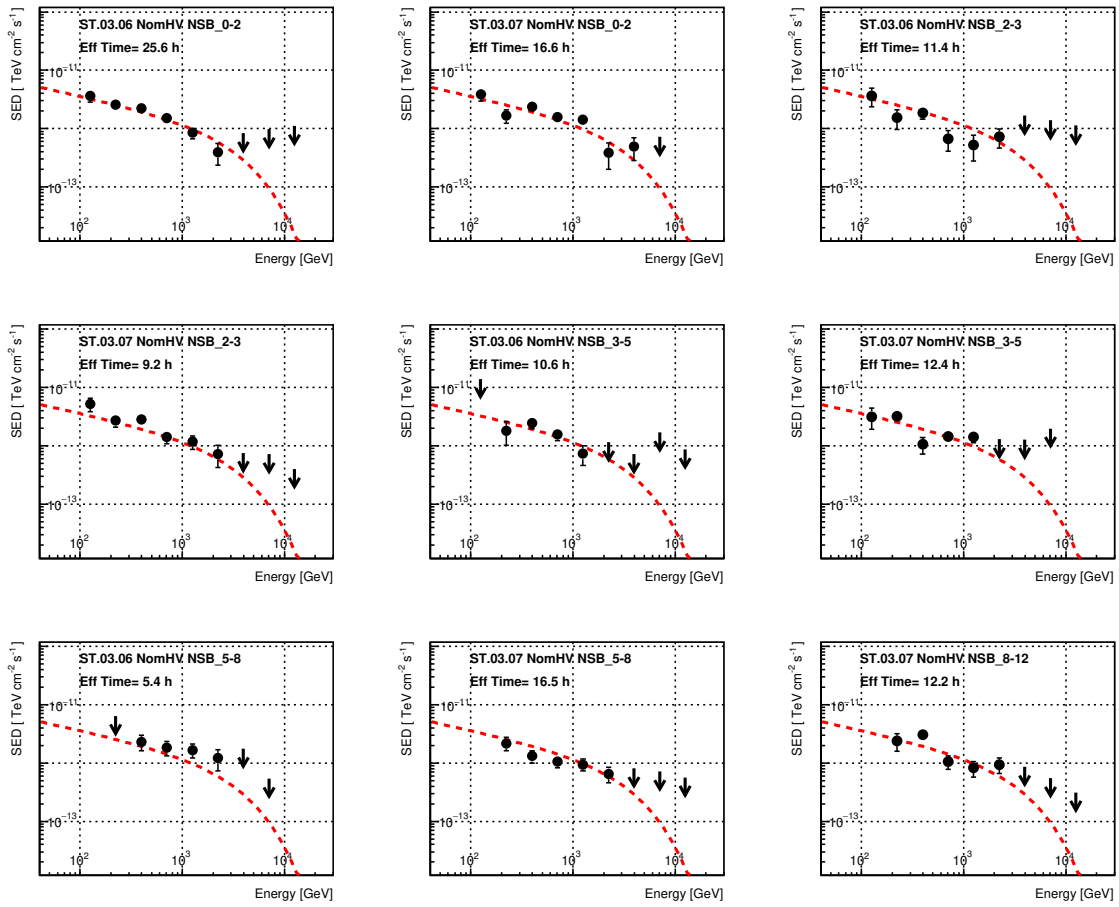 ST.03.06 NomHV NSB_0-2
Eff Time= 25.6 h
SED [ TeV cm⁻² s⁻¹ ]
10⁻¹¹
10⁻¹³
10² 10³ 10⁴
Energy [GeV]
ST.03.07 NomHV NSB_0-2
Eff Time= 16.6 h
SED [ TeV cm⁻² s⁻¹ ]
10⁻¹¹
10⁻¹³
10² 10³ 10⁴
Energy [GeV]
ST.03.06 NomHV NSB_2-3
Eff Time= 11.4 h
SED [ TeV cm⁻² s⁻¹ ]
10⁻¹¹
10⁻¹³
10² 10³ 10⁴
Energy [GeV]
ST.03.07 NomHV NSB_2-3
Eff Time= 9.2 h
SED [ TeV cm⁻² s⁻¹ ]
10⁻¹¹
10⁻¹³
10² 10³ 10⁴
Energy [GeV]
ST.03.06 NomHV NSB_3-5
Eff Time= 10.6 h
SED [ TeV cm⁻² s⁻¹ ]
10⁻¹¹
10⁻¹³
10² 10³ 10⁴
Energy [GeV]
ST.03.07 NomHV NSB_3-5
Eff Time= 12.4 h
SED [ TeV cm⁻² s⁻¹ ]
10⁻¹¹
10⁻¹³
10² 10³ 10⁴
Energy [GeV]
ST.03.06 NomHV NSB_5-8
Eff Time= 5.4 h
SED [ TeV cm⁻² s⁻¹ ]
10⁻¹¹
10⁻¹³
10² 10³ 10⁴
Energy [GeV]
ST.03.07 NomHV NSB_5-8
Eff Time= 16.5 h
SED [ TeV cm⁻² s⁻¹ ]
10⁻¹¹
10⁻¹³
10² 10³ 10⁴
Energy [GeV]
ST.03.07 NomHV NSB_8-12
Eff Time= 12.2 h
SED [ TeV cm⁻² s⁻¹ ]
10⁻¹¹
10⁻¹³
10² 10³ 10⁴
Energy [GeV]